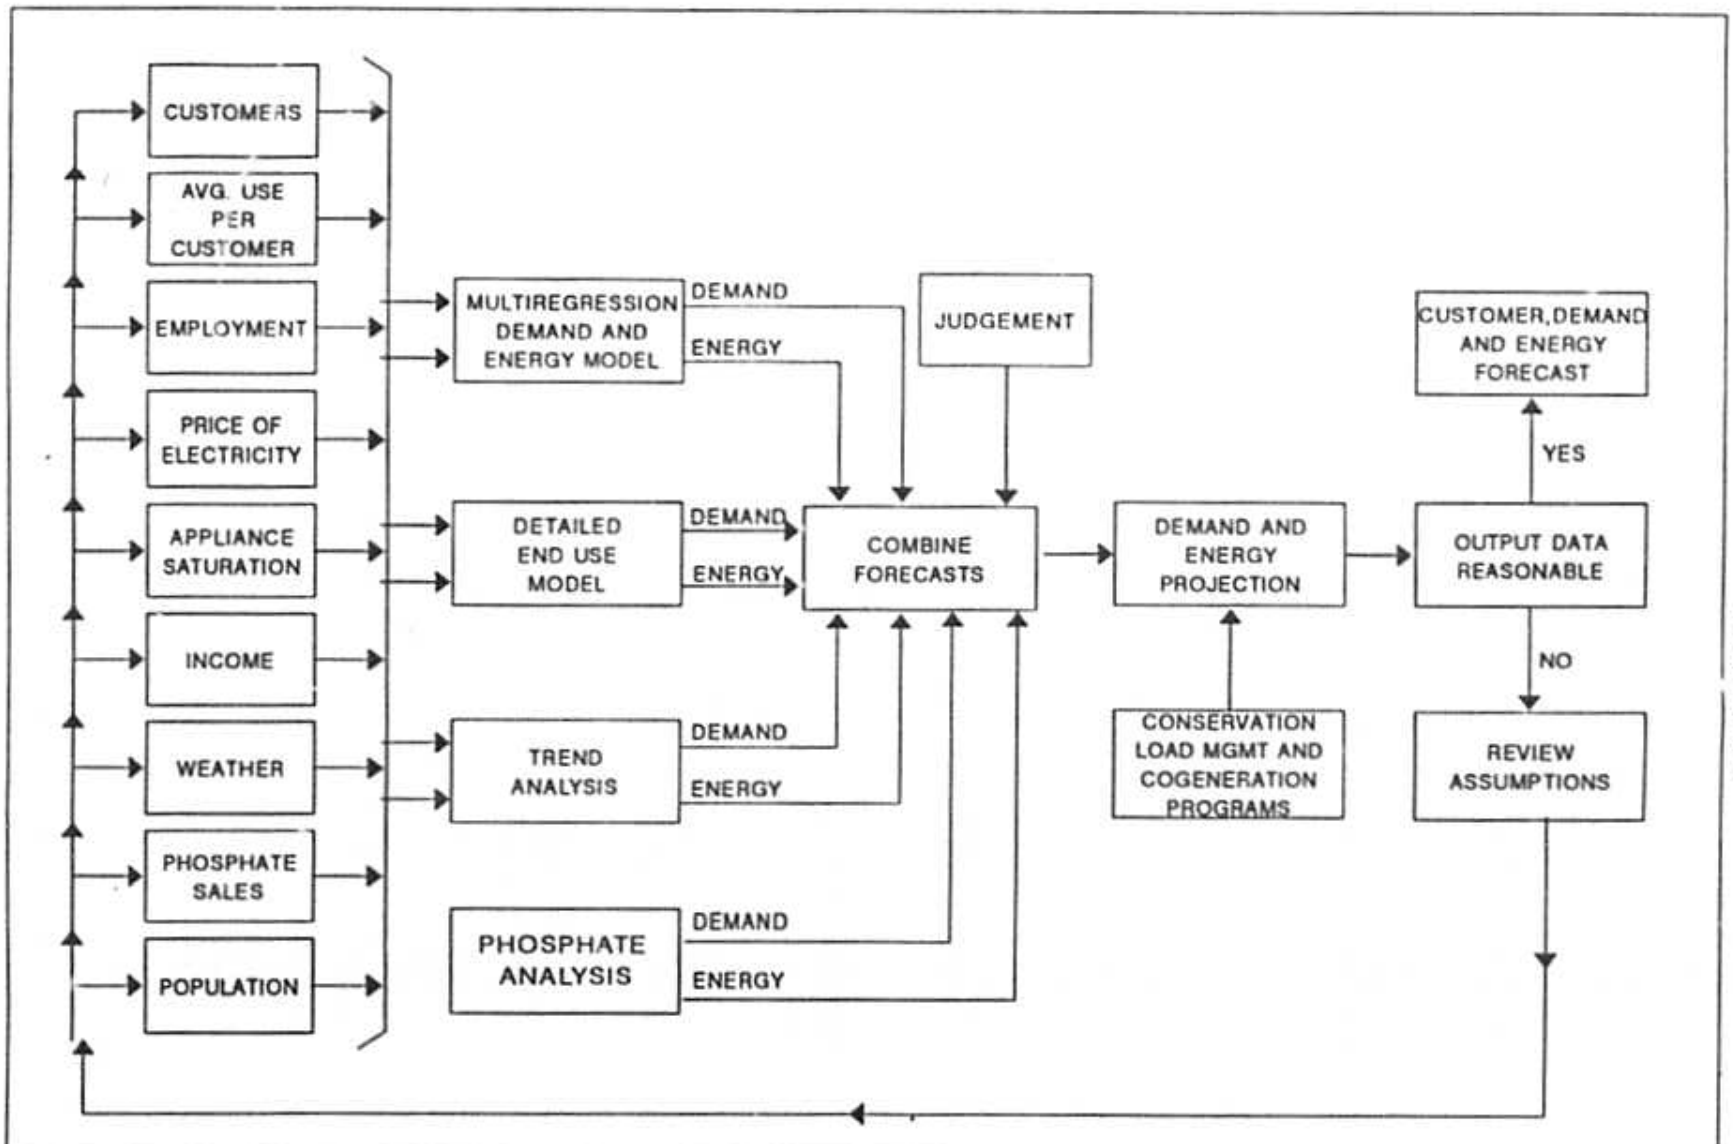 CUSTOMERS
AVG. USE
PER
CUSTOMER
EMPLOYMENT
PRICE OF
ELECTRICITY
APPLIANCE
SATURATION
INCOME
WEATHER
PHOSPHATE
SALES
POPULATION
MULTIREGRESSION
DEMAND AND
ENERGY MODEL
DEMAND
ENERGY
DETAILED
END USE
MODEL
DEMAND
ENERGY
TREND
ANALYSIS
DEMAND
ENERGY
PHOSPHATE
ANALYSIS
DEMAND
ENERGY
JUDGEMENT
COMBINE
FORECASTS
DEMAND AND
ENERGY
PROJECTION
CONSERVATION
LOAD MGMT AND
COGENERATION
PROGRAMS
CUSTOMER, DEMAND
AND ENERGY
FORECAST
YES
OUTPUT DATA
REASONABLE
NO
REVIEW
ASSUMPTIONS